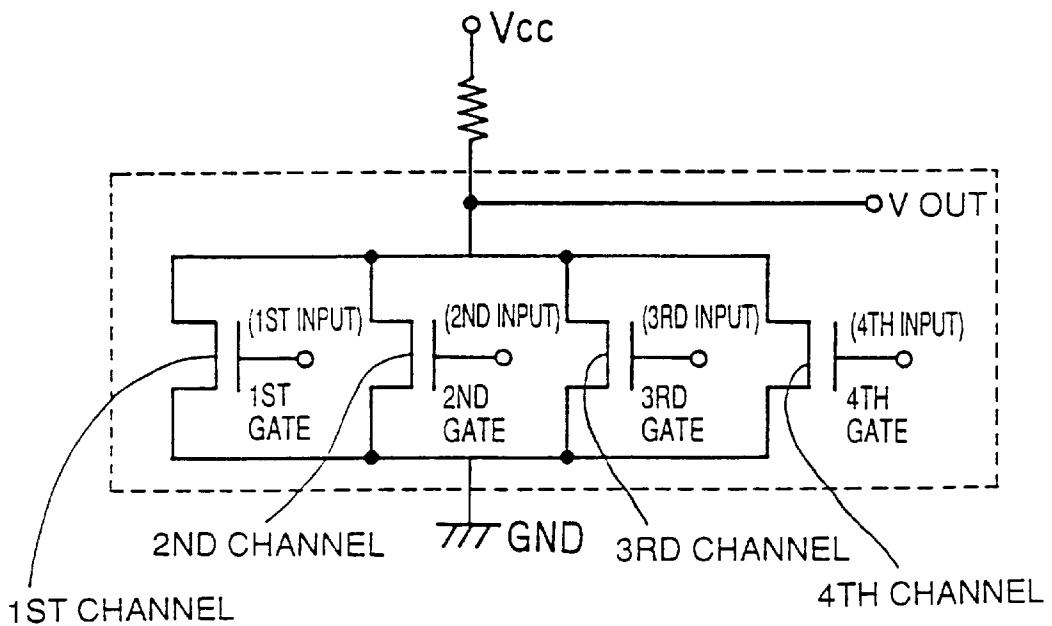 Vcc
V OUT
(1ST INPUT)
(2ND INPUT)
(3RD INPUT)
(4TH INPUT)
1ST
GATE
2ND
GATE
3RD
GATE
4TH
GATE
GND
2ND CHANNEL
3RD CHANNEL
4TH CHANNEL
1ST CHANNEL